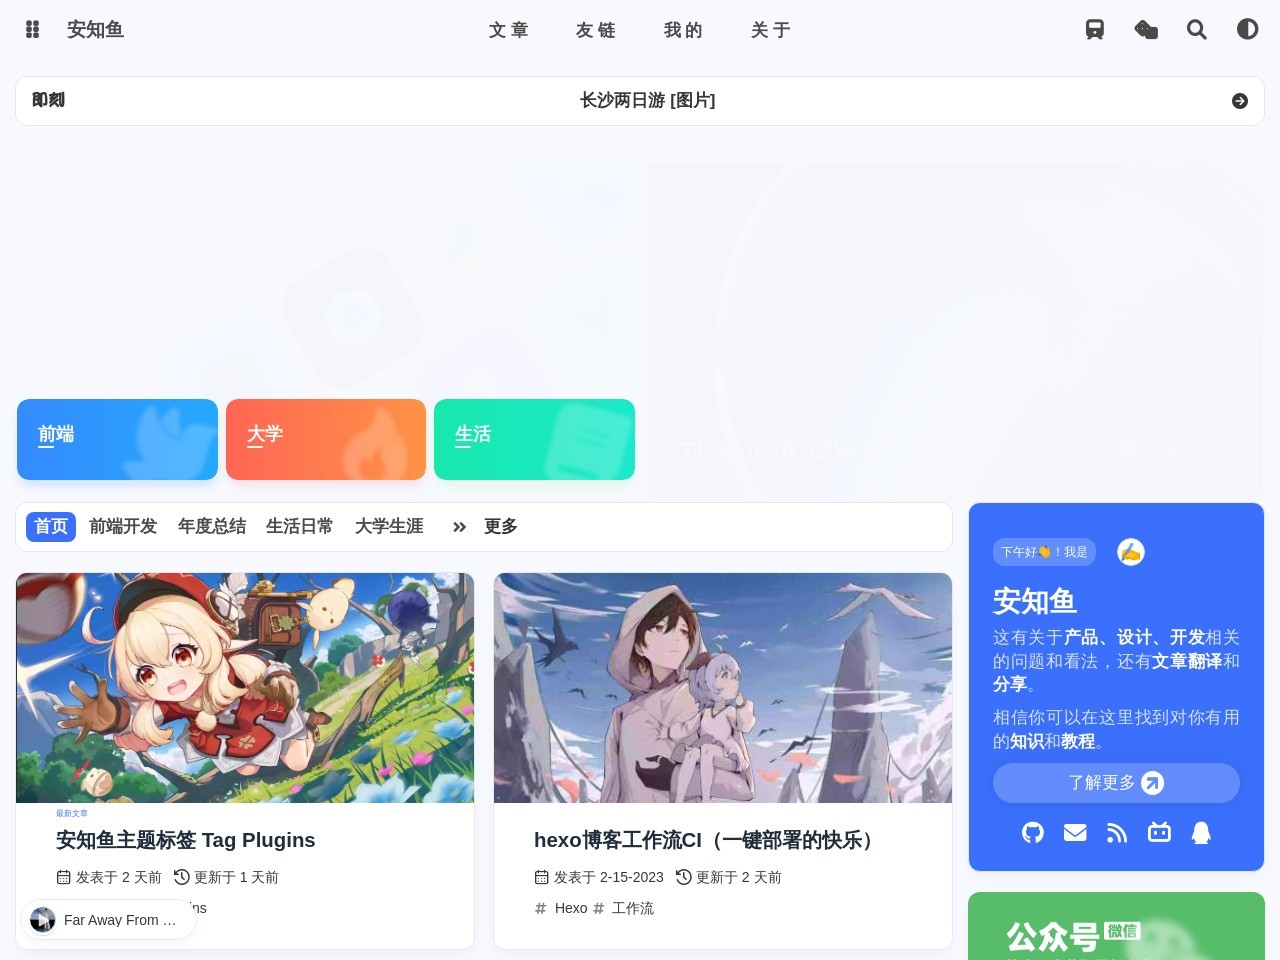 安知鱼
文章 友链 我的 关于
即刻 长沙两日游 [图片]
前端 大学 生活
首页 前端开发 年度总结 生活日常 大学生涯 更多
下午好👋！我是
安知鱼
这有关于产品、设计、开发相关
的问题和看法，还有文章翻译和
分享。
相信你可以在这里找到对你有用
的知识和教程。
了解更多
最新文章
安知鱼主题标签 Tag Plugins
发表于 2 天前 更新于 1 天前
hexo博客工作流CI（一键部署的快乐）
发表于 2-15-2023 更新于 2 天前
# Hexo # 工作流
Far Away From ...
公众号 微信